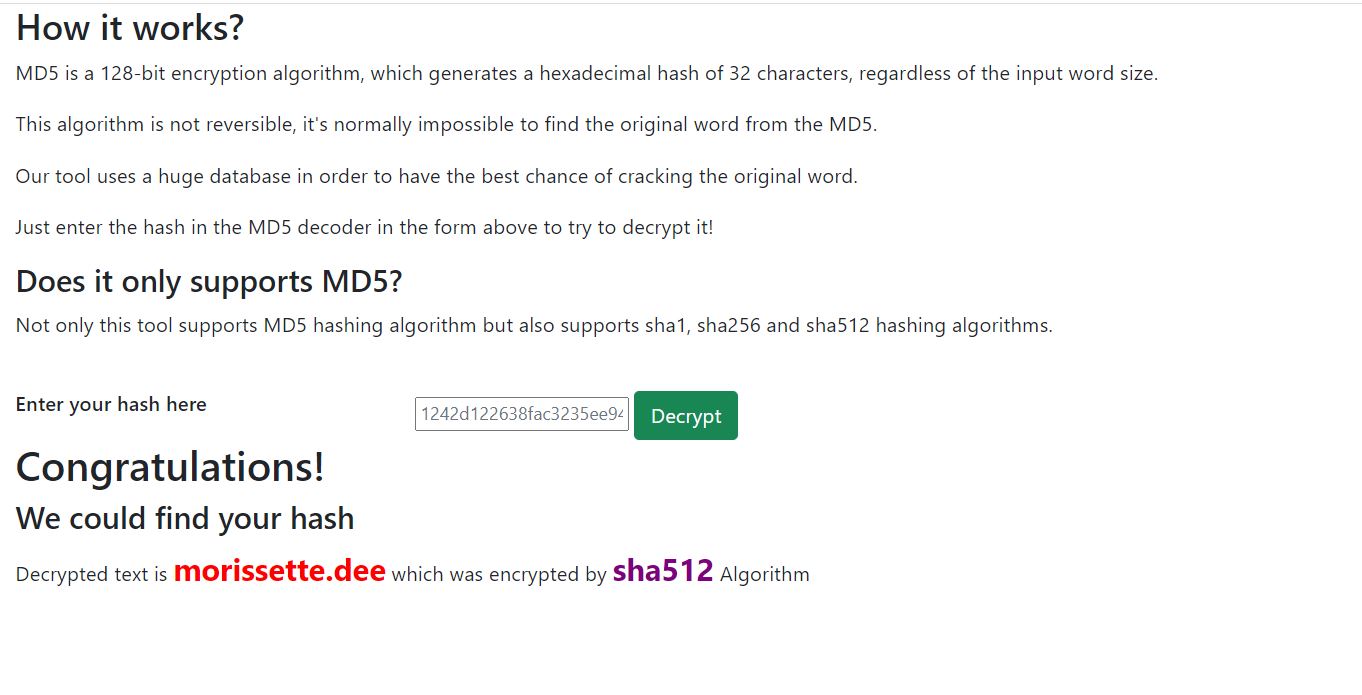 How it works?
MD5 is a 128-bit encryption algorithm, which generates a hexadecimal hash of 32 characters, regardless of the input word size.
This algorithm is not reversible, it's normally impossible to find the original word from the MD5.
Our tool uses a huge database in order to have the best chance of cracking the original word.
Just enter the hash in the MD5 decoder in the form above to try to decrypt it!
Does it only supports MD5?
Not only this tool supports MD5 hashing algorithm but also supports sha1, sha256 and sha512 hashing algorithms.
Enter your hash here 1242d122638fac3235ee94 Decrypt
Congratulations!
We could find your hash
Decrypted text is morissette.dee which was encrypted by sha512 Algorithm